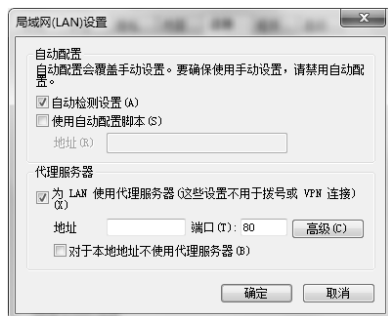 局域网(LAN)设置
自动配置
自动配置会覆盖手动设置。要确保使用手动设置，请禁用自动配
置。
自动检测设置(A)
使用自动配置脚本(S)
地址(R)
代理服务器
为 LAN 使用代理服务器(这些设置不用于拨号或 VPN 连接)
(X)
地址 端口(T): 80 高级(C)
对于本地地址不使用代理服务器(B)
确定 取消